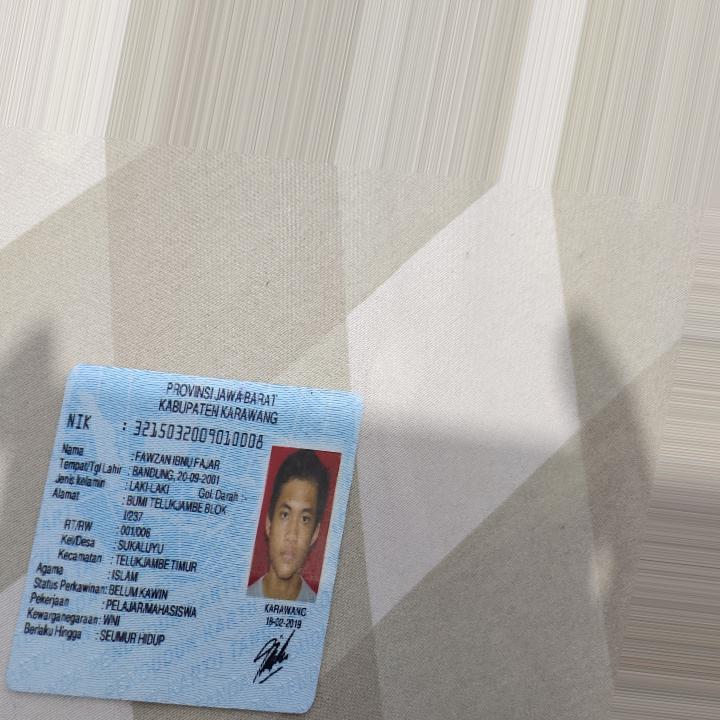 PROVINSI JAWA BARAT
KABUPATEN KARAWANG
NIK : 3215032009010008
Nama : FAWZAN IBNU FAJAR
Tempat/Tgl Lahir : BANDUNG, 20-09-2001
Jenis kelamin : LAKI-LAKI Gol. Darah :-
Alamat : BUMI TELUKJAMBE BLOK
I/237
RT/RW : 001/006
Kel/Desa : SUKALUYU
Kecamatan : TELUKJAMBE TIMUR
Agama : ISLAM
Status Perkawinan: BELUM KAWIN
Pekerjaan : PELAJAR/MAHASISWA
Kewarganegaraan: WNI
Berlaku Hingga : SEUMUR HIDUP
KARAWANG
18-02-2019